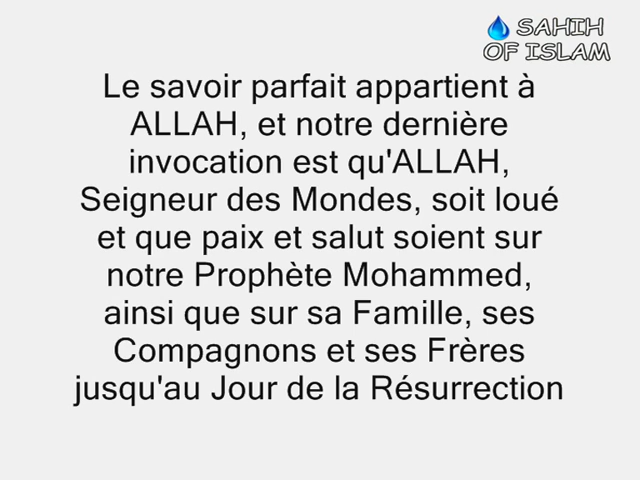 SAHIH
OF ISLAM
Le savoir parfait appartient à
ALLAH, et notre dernière
invocation est qu'ALLAH,
Seigneur des Mondes, soit loué
et que paix et salut soient sur
notre Prophète Mohammed,
ainsi que sur sa Famille, ses
Compagnons et ses Frères
jusqu'au Jour de la Résurrection